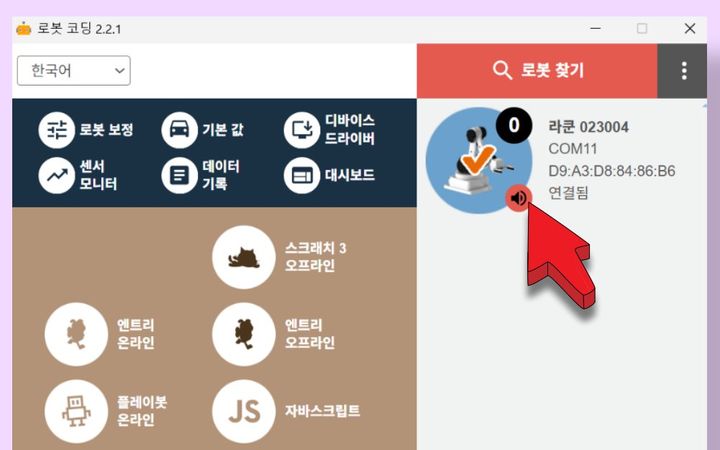 로봇 코딩 2.2.1
한국어
로봇 찾기
로봇 보정
기본 값
디바이스
드라이버
센서
모니터
데이터
기록
대시보드
0
라쿤 023004
COM11
D9:A3:D8:84:86:B6
연결됨
스크래치 3
오프라인
엔트리
온라인
엔트리
오프라인
플레이봇
온라인
JS
자바스크립트